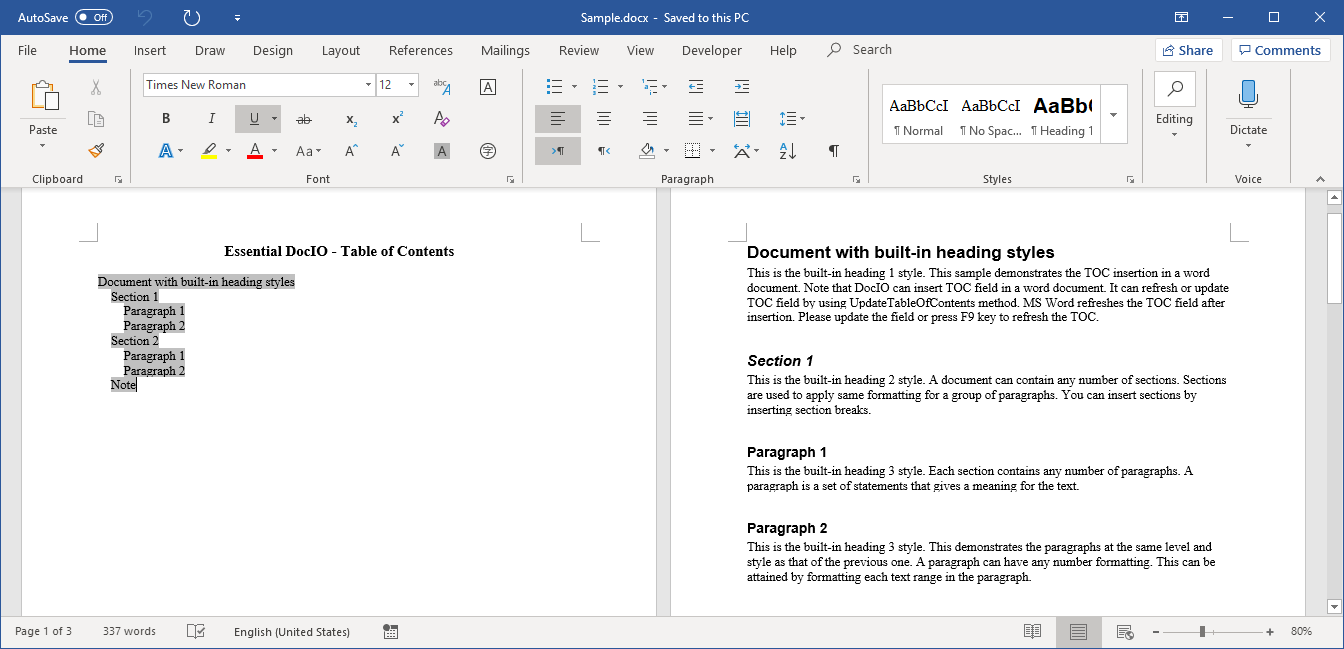 AutoSave Off Sample.docx - Saved to this PC
File Home Insert Draw Design Layout References Mailings Review View Developer Help Search Share Comments
Times New Roman 12
AaBbCcI AaBbCcI AaBb(
¶ Normal ¶ No Spac... ¶ Heading 1
Paste Editing Dictate
Clipboard Font Paragraph Styles Voice
Essential DocIO - Table of Contents
Document with built-in heading styles
Section 1
Paragraph 1
Paragraph 2
Section 2
Paragraph 1
Paragraph 2
Note
Document with built-in heading styles
This is the built-in heading 1 style. This sample demonstrates the TOC insertion in a word
document. Note that DocIO can insert TOC field in a word document. It can refresh or update
TOC field by using UpdateTableOfContents method. MS Word refreshes the TOC field after
insertion. Please update the field or press F9 key to refresh the TOC.
Section 1
This is the built-in heading 2 style. A document can contain any number of sections. Sections
are used to apply same formatting for a group of paragraphs. You can insert sections by
inserting section breaks.
Paragraph 1
This is the built-in heading 3 style. Each section contains any number of paragraphs. A
paragraph is a set of statements that gives a meaning for the text.
Paragraph 2
This is the built-in heading 3 style. This demonstrates the paragraphs at the same level and
style as that of the previous one. A paragraph can have any number formatting. This can be
attained by formatting each text range in the paragraph.
Page 1 of 3 337 words English (United States) 80%